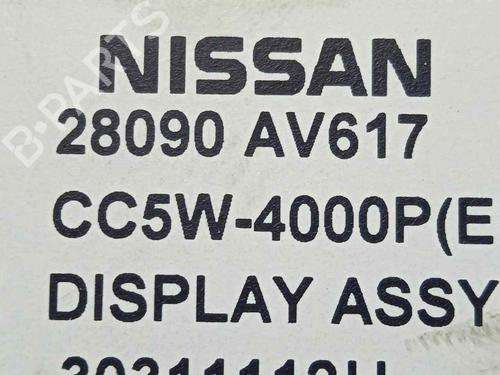 NISSAN
28090 AV617
CC5W-4000P(E
DISPLAY ASSY
B-PARTS